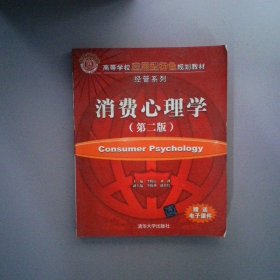 高等学校应用型特色规划教材
经管系列
消费心理学
（第二版）
Consumer Psychology
赠送
电子课件
清华大学出版社